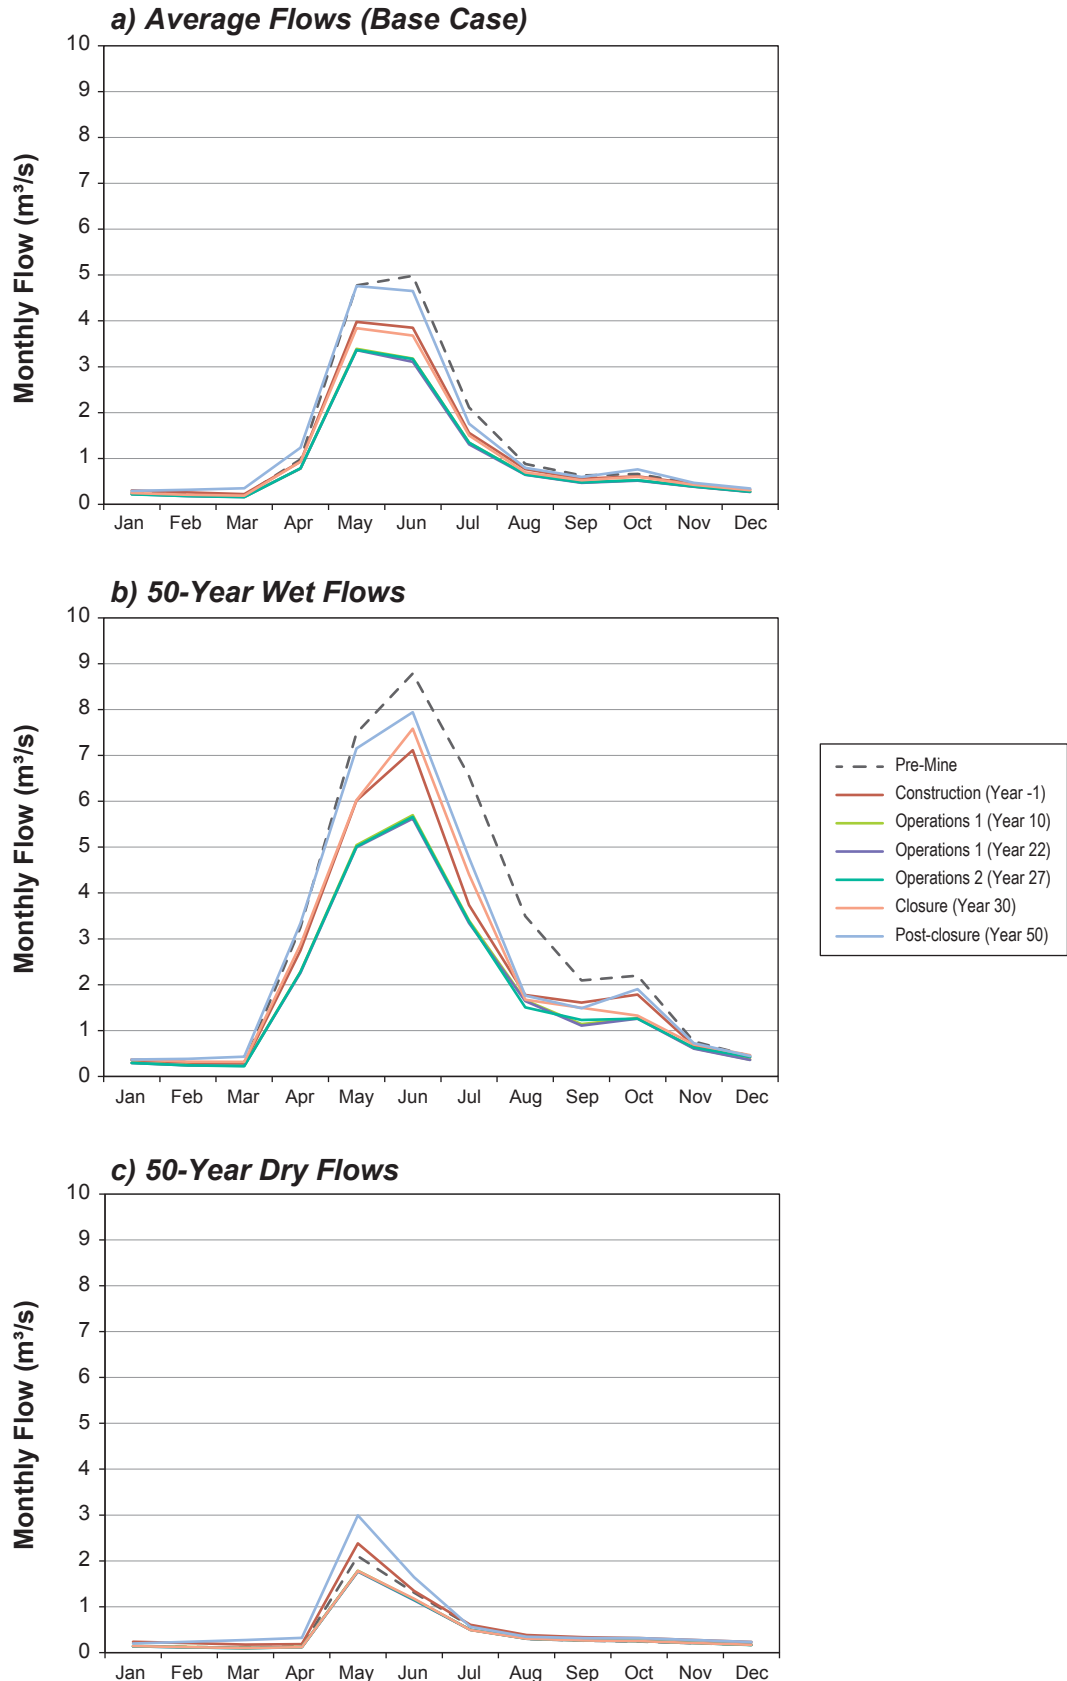 a) Average Flows (Base Case)
Monthly Flow (m³/s)
10
9
8
7
6
5
4
3
2
1
0
Jan Feb Mar Apr May Jun Jul Aug Sep Oct Nov Dec
b) 50-Year Wet Flows
Monthly Flow (m³/s)
10
9
8
7
6
5
4
3
2
1
0
Jan Feb Mar Apr May Jun Jul Aug Sep Oct Nov Dec
Pre-Mine
Construction (Year -1)
Operations 1 (Year 10)
Operations 1 (Year 22)
Operations 2 (Year 27)
Closure (Year 30)
Post-closure (Year 50)
c) 50-Year Dry Flows
Monthly Flow (m³/s)
10
9
8
7
6
5
4
3
2
1
0
Jan Feb Mar Apr May Jun Jul Aug Sep Oct Nov Dec